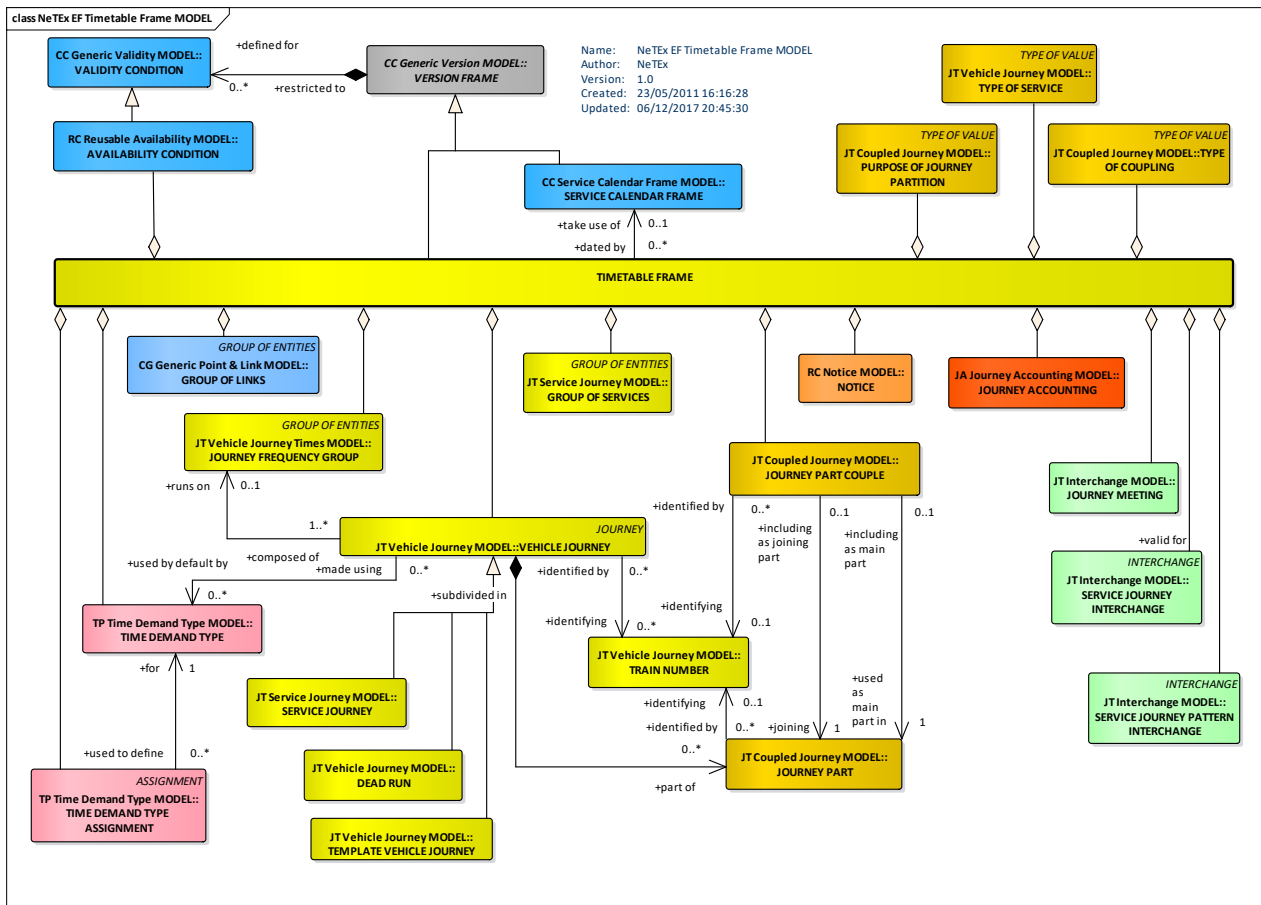 class NeTEx EF Timetable Frame MODEL
CC Generic Validity MODEL::
VALIDITY CONDITION
+defined for
0..*
+restricted to
CC Generic Version MODEL::
VERSION FRAME
Name: NeTEx EF Timetable Frame MODEL
Author: NeTEx
Version: 1.0
Created: 23/05/2011 16:16:28
Updated: 06/12/2017 20:45:30
TYPE OF VALUE
JT Vehicle Journey MODEL::
TYPE OF SERVICE
RC Reusable Availability MODEL::
AVAILABILITY CONDITION
TYPE OF VALUE
JT Coupled Journey MODEL::
PURPOSE OF JOURNEY
PARTITION
TYPE OF VALUE
JT Coupled Journey MODEL::TYPE
OF COUPLING
CC Service Calendar Frame MODEL::
SERVICE CALENDAR FRAME
+take use of
0..1
+dated by
0..*
TIMETABLE FRAME
GROUP OF ENTITIES
CG Generic Point & Link MODEL::
GROUP OF LINKS
GROUP OF ENTITIES
JT Service Journey MODEL::
GROUP OF SERVICES
RC Notice MODEL::
NOTICE
JA Journey Accounting MODEL::
JOURNEY ACCOUNTING
GROUP OF ENTITIES
JT Vehicle Journey Times MODEL::
JOURNEY FREQUENCY GROUP
JT Coupled Journey MODEL::
JOURNEY PART COUPLE
JT Interchange MODEL::
JOURNEY MEETING
+runs on
0..1
1..*
JOURNEY
JT Vehicle Journey MODEL::VEHICLE JOURNEY
+identified by
0..*
+including
as joining
part
0..1
+including
as main
part
0..1
+valid for
INTERCHANGE
JT Interchange MODEL::
SERVICE JOURNEY
INTERCHANGE
+used by default by
+composed of
+made using
0..*
0..*
+subdivided in
+identified by
0..*
+identifying
0..*
+identifying
0..1
TP Time Demand Type MODEL::
TIME DEMAND TYPE
JT Vehicle Journey MODEL::
TRAIN NUMBER
+for
1
JT Service Journey MODEL::
SERVICE JOURNEY
+identifying
0..1
+identified by
0..*
+used
as
main
part in
1
+joining
1
INTERCHANGE
JT Interchange MODEL::
SERVICE JOURNEY PATTERN
INTERCHANGE
+used to define
0..*
0..*
+part of
JT Coupled Journey MODEL::
JOURNEY PART
JT Vehicle Journey MODEL::
DEAD RUN
ASSIGNMENT
TP Time Demand Type MODEL::
TIME DEMAND TYPE
ASSIGNMENT
JT Vehicle Journey MODEL::
TEMPLATE VEHICLE JOURNEY